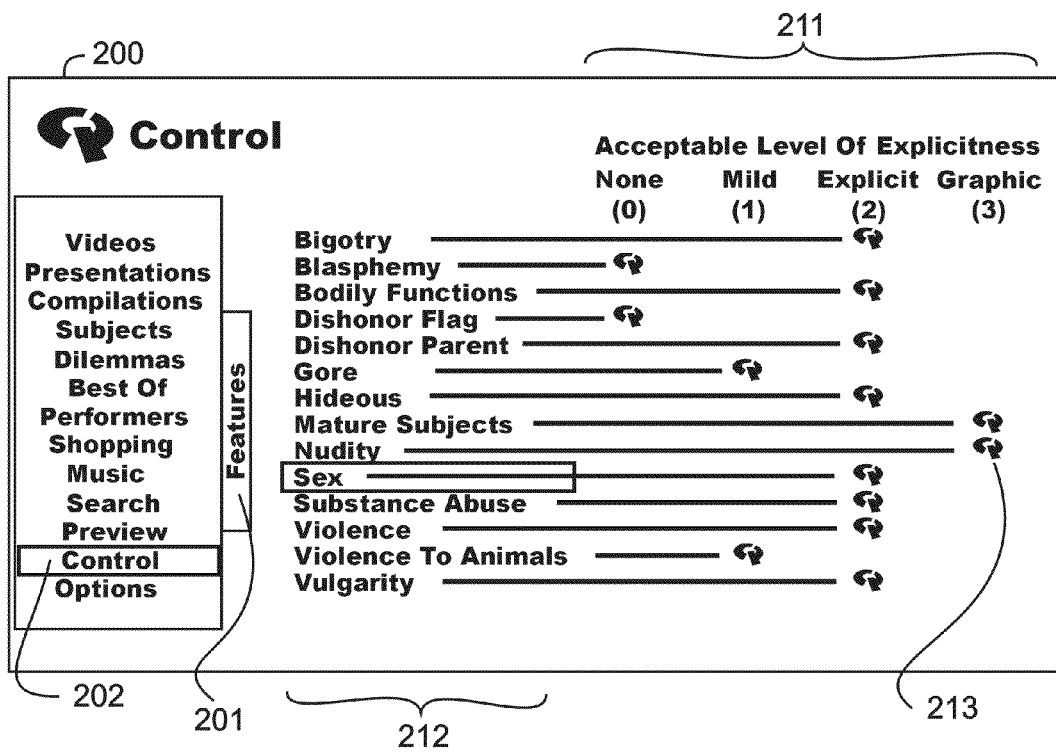 211
200
Control
Acceptable Level Of Explicitness
None Mild Explicit Graphic
(0) (1) (2) (3)
Videos
Presentations
Compilations
Subjects
Dilemmas
Best Of
Performers
Shopping
Music
Search
Preview
Control
Options
Features
Bigotry
Blasphemy
Bodily Functions
Dishonor Flag
Dishonor Parent
Gore
Hideous
Mature Subjects
Nudity
Sex
Substance Abuse
Violence
Violence To Animals
Vulgarity
202
201
212
213